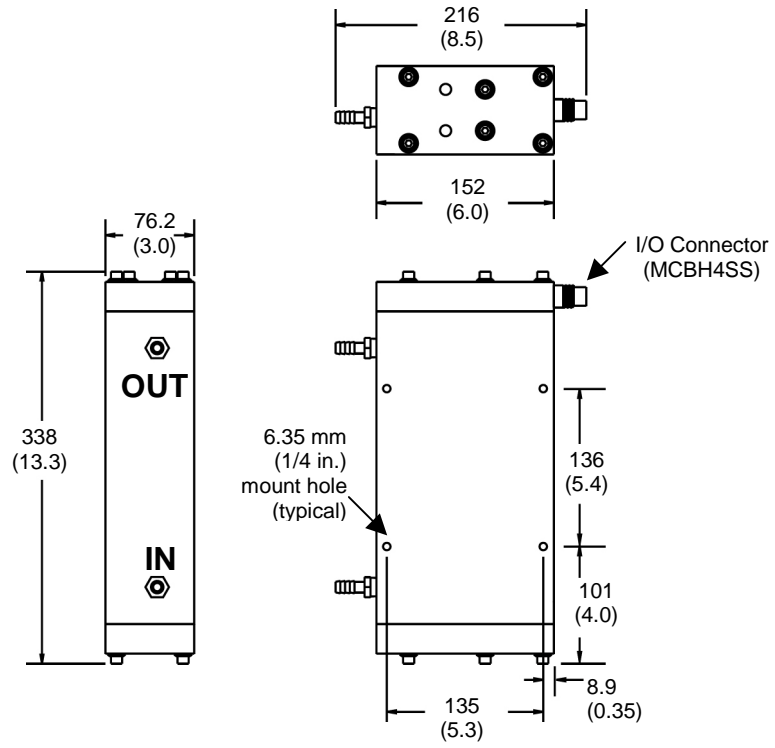 216
(8.5)
152
(6.0)
76.2
(3.0)
I/O Connector
(MCBH4SS)
OUT
338
(13.3)
6.35 mm
(1/4 in.)
mount hole
(typical)
136
(5.4)
IN
101
(4.0)
8.9
(0.35)
135
(5.3)